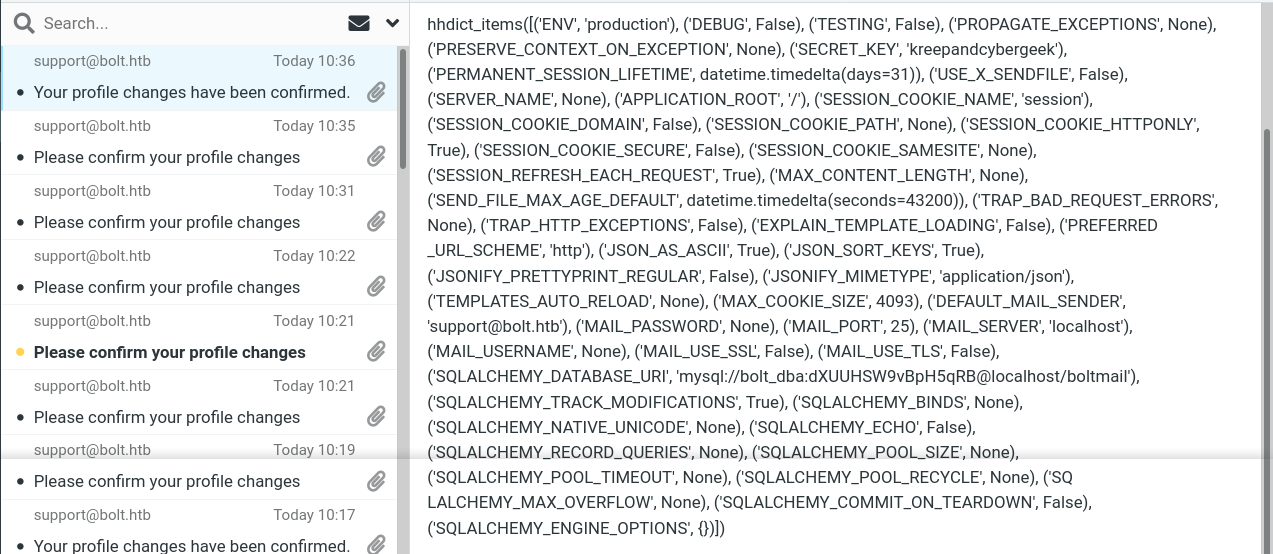 Search...
support@bolt.htb Today 10:36
Your profile changes have been confirmed.
support@bolt.htb Today 10:35
Please confirm your profile changes
support@bolt.htb Today 10:31
Please confirm your profile changes
support@bolt.htb Today 10:22
Please confirm your profile changes
support@bolt.htb Today 10:21
Please confirm your profile changes
support@bolt.htb Today 10:21
Please confirm your profile changes
support@bolt.htb Today 10:19
Please confirm your profile changes
support@bolt.htb Today 10:17
Your profile changes have been confirmed.
hhdict_items([('ENV', 'production'), ('DEBUG', False), ('TESTING', False), ('PROPAGATE_EXCEPTIONS', None),
('PRESERVE_CONTEXT_ON_EXCEPTION', None), ('SECRET_KEY', 'kreepandcybergeek'),
('PERMANENT_SESSION_LIFETIME', datetime.timedelta(days=31)), ('USE_X_SENDFILE', False),
('SERVER_NAME', None), ('APPLICATION_ROOT', '/'), ('SESSION_COOKIE_NAME', 'session'),
('SESSION_COOKIE_DOMAIN', False), ('SESSION_COOKIE_PATH', None), ('SESSION_COOKIE_HTTPONLY',
True), ('SESSION_COOKIE_SECURE', False), ('SESSION_COOKIE_SAMESITE', None),
('SESSION_REFRESH_EACH_REQUEST', True), ('MAX_CONTENT_LENGTH', None),
('SEND_FILE_MAX_AGE_DEFAULT', datetime.timedelta(seconds=43200)), ('TRAP_BAD_REQUEST_ERRORS',
None), ('TRAP_HTTP_EXCEPTIONS', False), ('EXPLAIN_TEMPLATE_LOADING', False), ('PREFERRED
_URL_SCHEME', 'http'), ('JSON_AS_ASCII', True), ('JSON_SORT_KEYS', True),
('JSONIFY_PRETTYPRINT_REGULAR', False), ('JSONIFY_MIMETYPE', 'application/json'),
('TEMPLATES_AUTO_RELOAD', None), ('MAX_COOKIE_SIZE', 4093), ('DEFAULT_MAIL_SENDER',
'support@bolt.htb'), ('MAIL_PASSWORD', None), ('MAIL_PORT', 25), ('MAIL_SERVER', 'localhost'),
('MAIL_USERNAME', None), ('MAIL_USE_SSL', False), ('MAIL_USE_TLS', False),
('SQLALCHEMY_DATABASE_URI', 'mysql://bolt_dba:dXUUHSW9vBpH5qRB@localhost/boltmail'),
('SQLALCHEMY_TRACK_MODIFICATIONS', True), ('SQLALCHEMY_BINDS', None),
('SQLALCHEMY_NATIVE_UNICODE', None), ('SQLALCHEMY_ECHO', False),
('SQLALCHEMY_RECORD_QUERIES', None), ('SQLALCHEMY_POOL_SIZE', None),
('SQLALCHEMY_POOL_TIMEOUT', None), ('SQLALCHEMY_POOL_RECYCLE', None), ('SQ
LALCHEMY_MAX_OVERFLOW', None), ('SQLALCHEMY_COMMIT_ON_TEARDOWN', False),
('SQLALCHEMY_ENGINE_OPTIONS', {})])